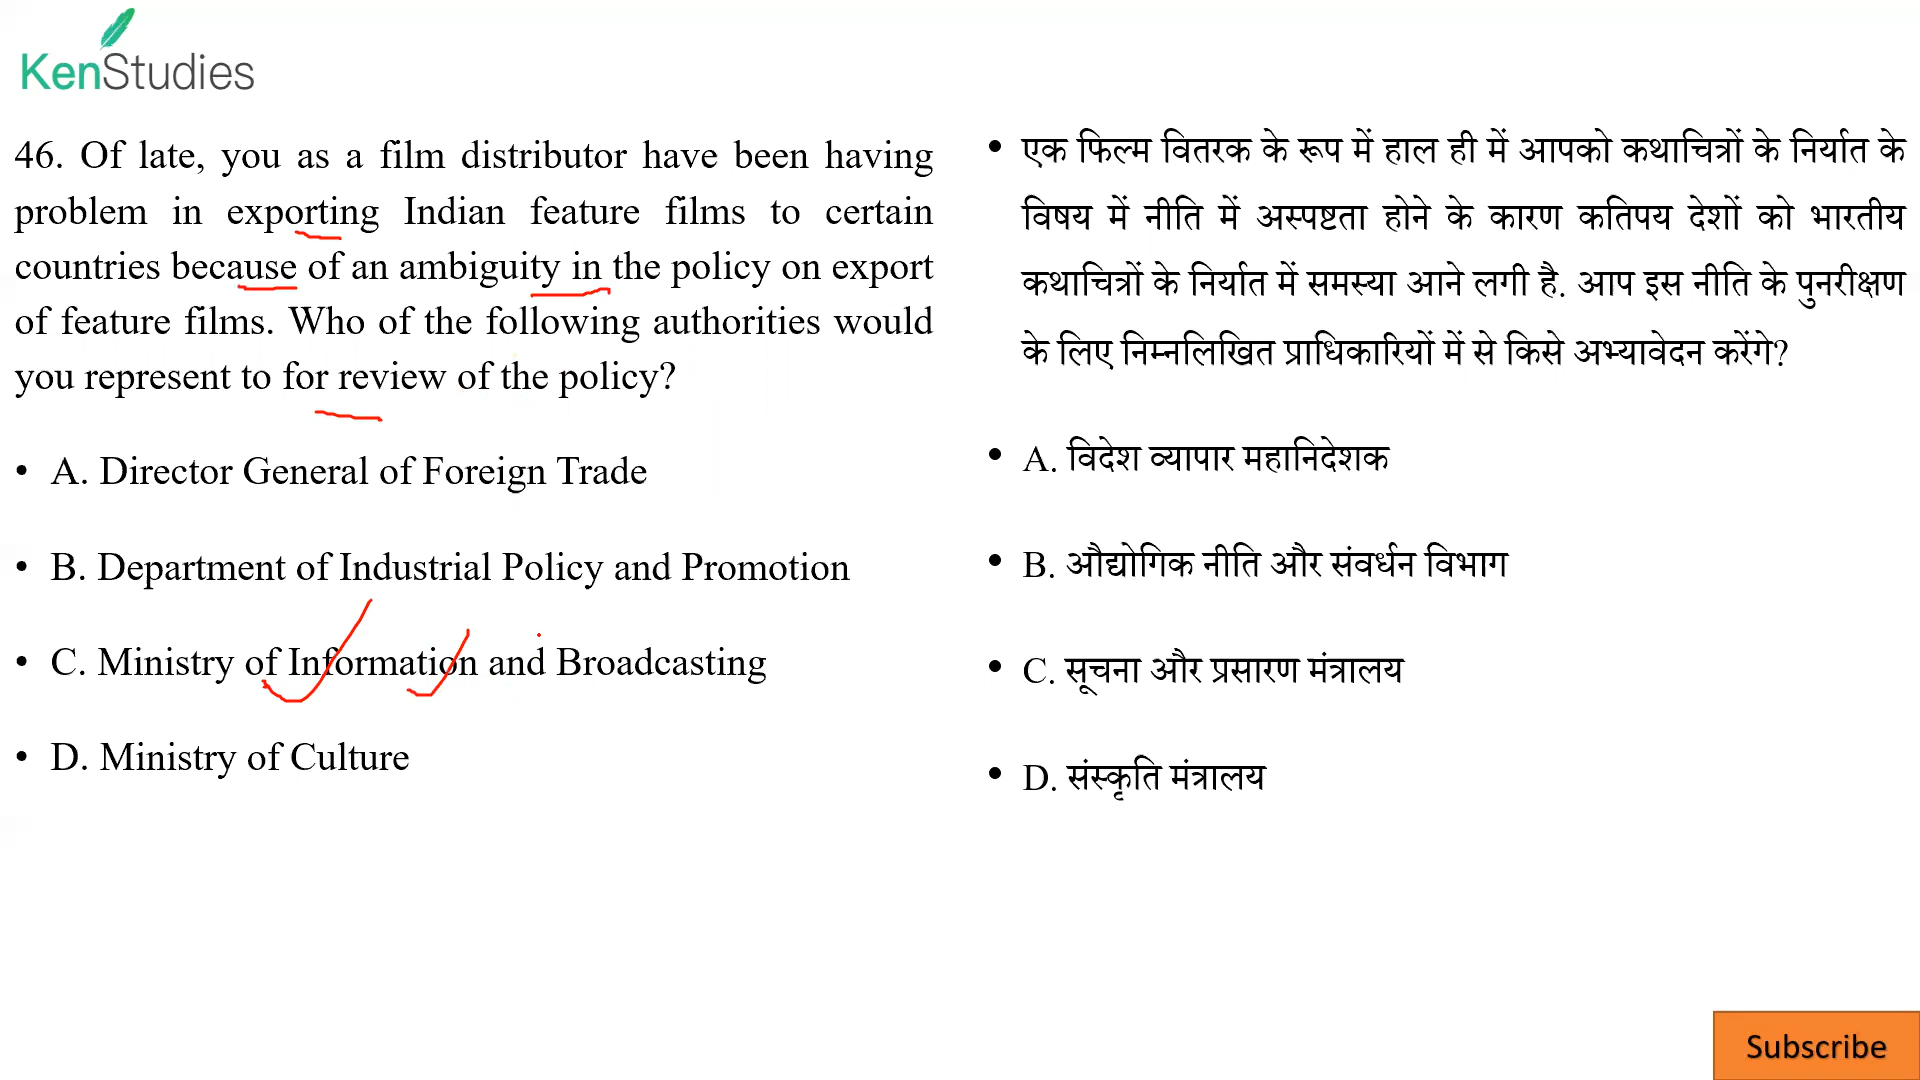 KenStudies
46. Of late, you as a film distributor have been having
problem in exporting Indian feature films to certain
countries because of an ambiguity in the policy on export
of feature films. Who of the following authorities would
you represent to for review of the policy?
• A. Director General of Foreign Trade
• B. Department of Industrial Policy and Promotion
• C. Ministry of Information and Broadcasting
• D. Ministry of Culture
• एक फिल्म वितरक के रूप में हाल ही में आपको कथाचित्रों के निर्यात के
विषय में नीति में अस्पष्टता होने के कारण कतिपय देशों को भारतीय
कथाचित्रों के निर्यात में समस्या आने लगी है. आप इस नीति के पुनरीक्षण
के लिए निम्नलिखित प्राधिकारियों में से किसे अभ्यावेदन करेंगे?
• A. विदेश व्यापार महानिदेशक
• B. औद्योगिक नीति और संवर्धन विभाग
• C. सूचना और प्रसारण मंत्रालय
• D. संस्कृति मंत्रालय
Subscribe